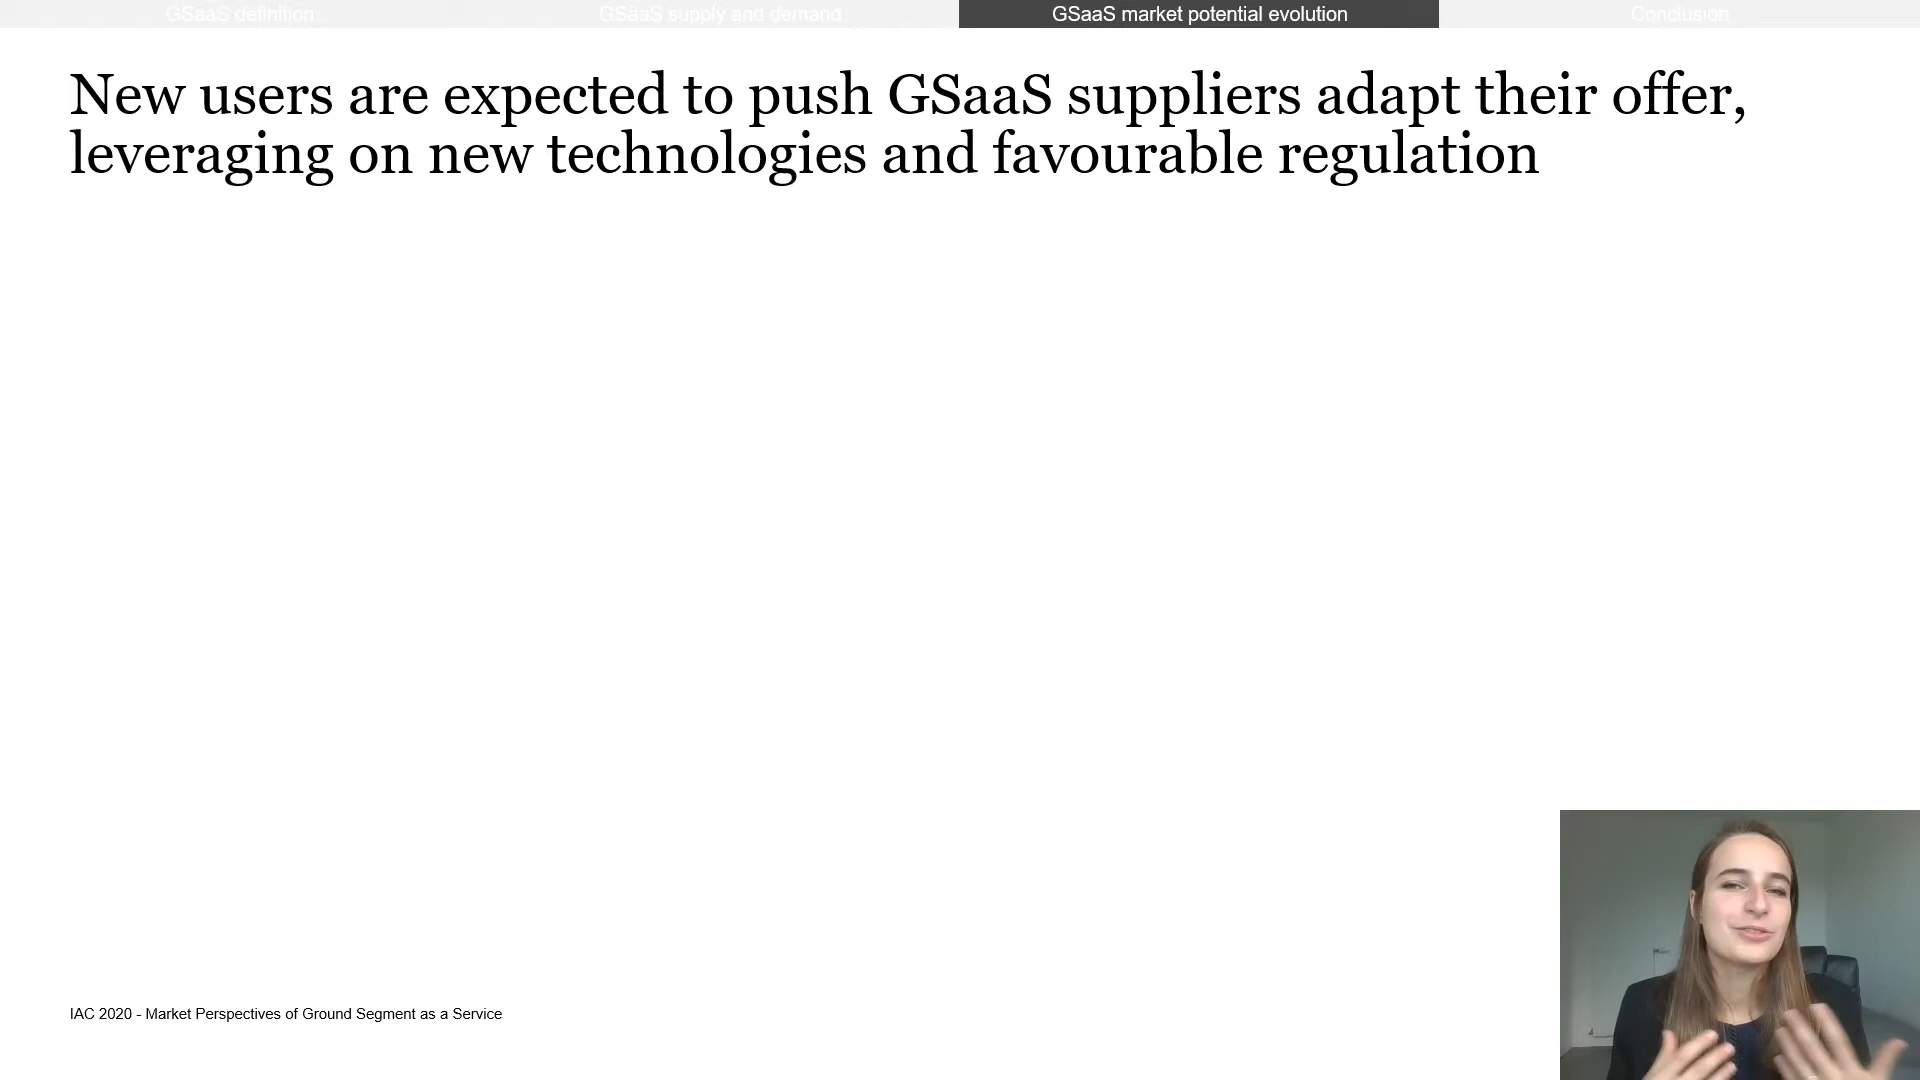 GSaaS definition
GSaaS supply and demand
GSaaS market potential evolution
Conclusion
New users are expected to push GSaaS suppliers adapt their offer,
leveraging on new technologies and favourable regulation
IAC 2020 - Market Perspectives of Ground Segment as a Service